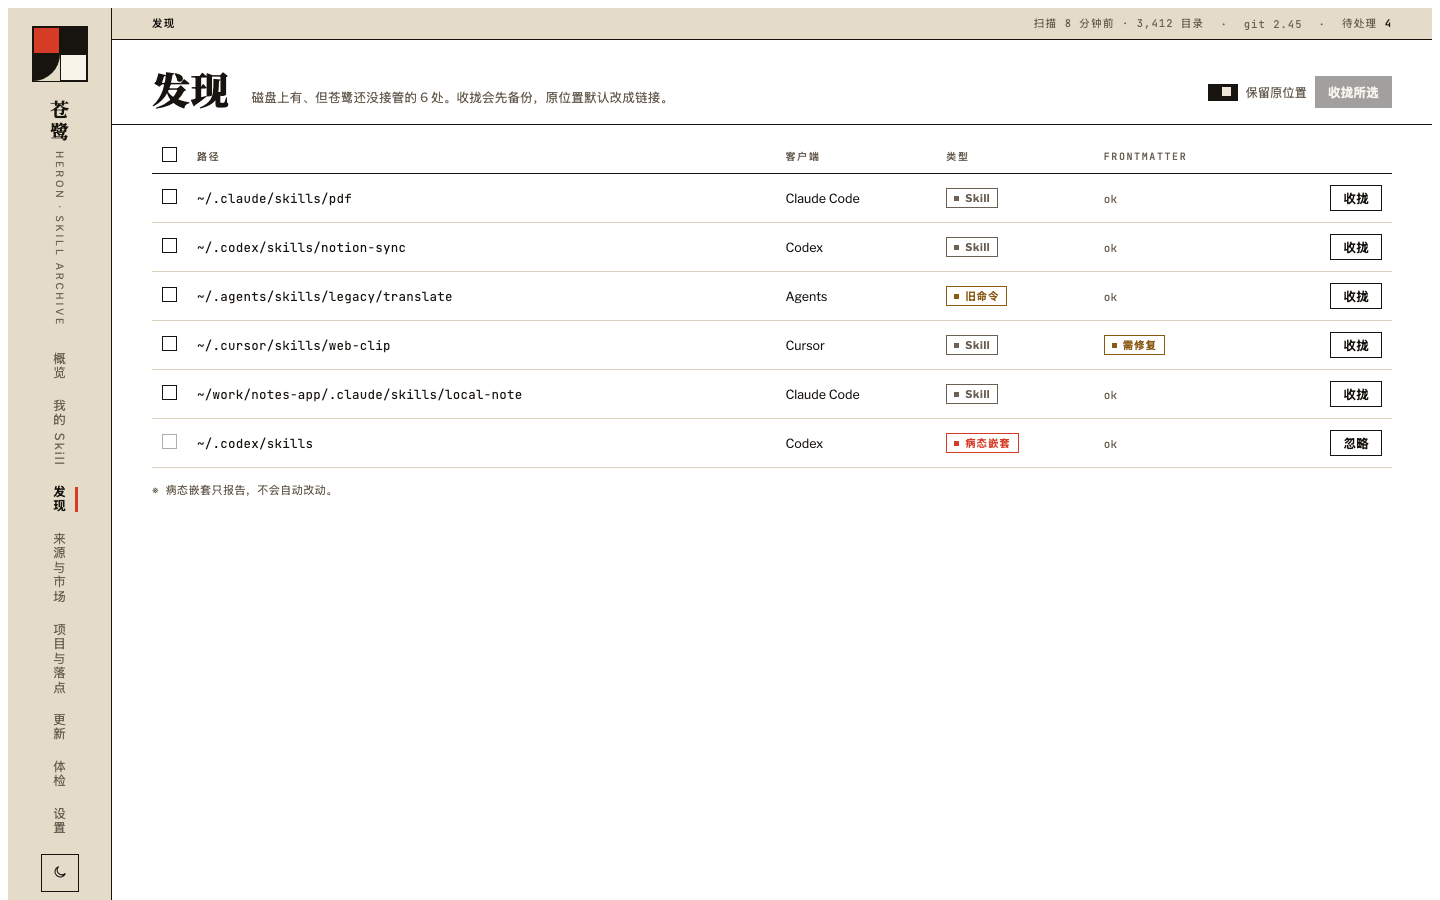 苍鹭
HERON · SKILL ARCHIVE
概览
我的 Skill
发现
来源与市场
项目与落点
更新
体检
设置
发现
扫描 8 分钟前 · 3,412 目录 · git 2.45 · 待处理 4
发现
磁盘上有、但苍鹭还没接管的 6 处。收拢会先备份，原位置默认改成链接。
保留原位置
收拢所选
路径 客户端 类型 FRONTMATTER
~/.claude/skills/pdf Claude Code Skill ok 收拢
~/.codex/skills/notion-sync Codex Skill ok 收拢
~/.agents/skills/legacy/translate Agents 旧命令 ok 收拢
~/.cursor/skills/web-clip Cursor Skill 需修复 收拢
~/work/notes-app/.claude/skills/local-note Claude Code Skill ok 收拢
~/.codex/skills Codex 病态嵌套 ok 忽略
※ 病态嵌套只报告，不会自动改动。